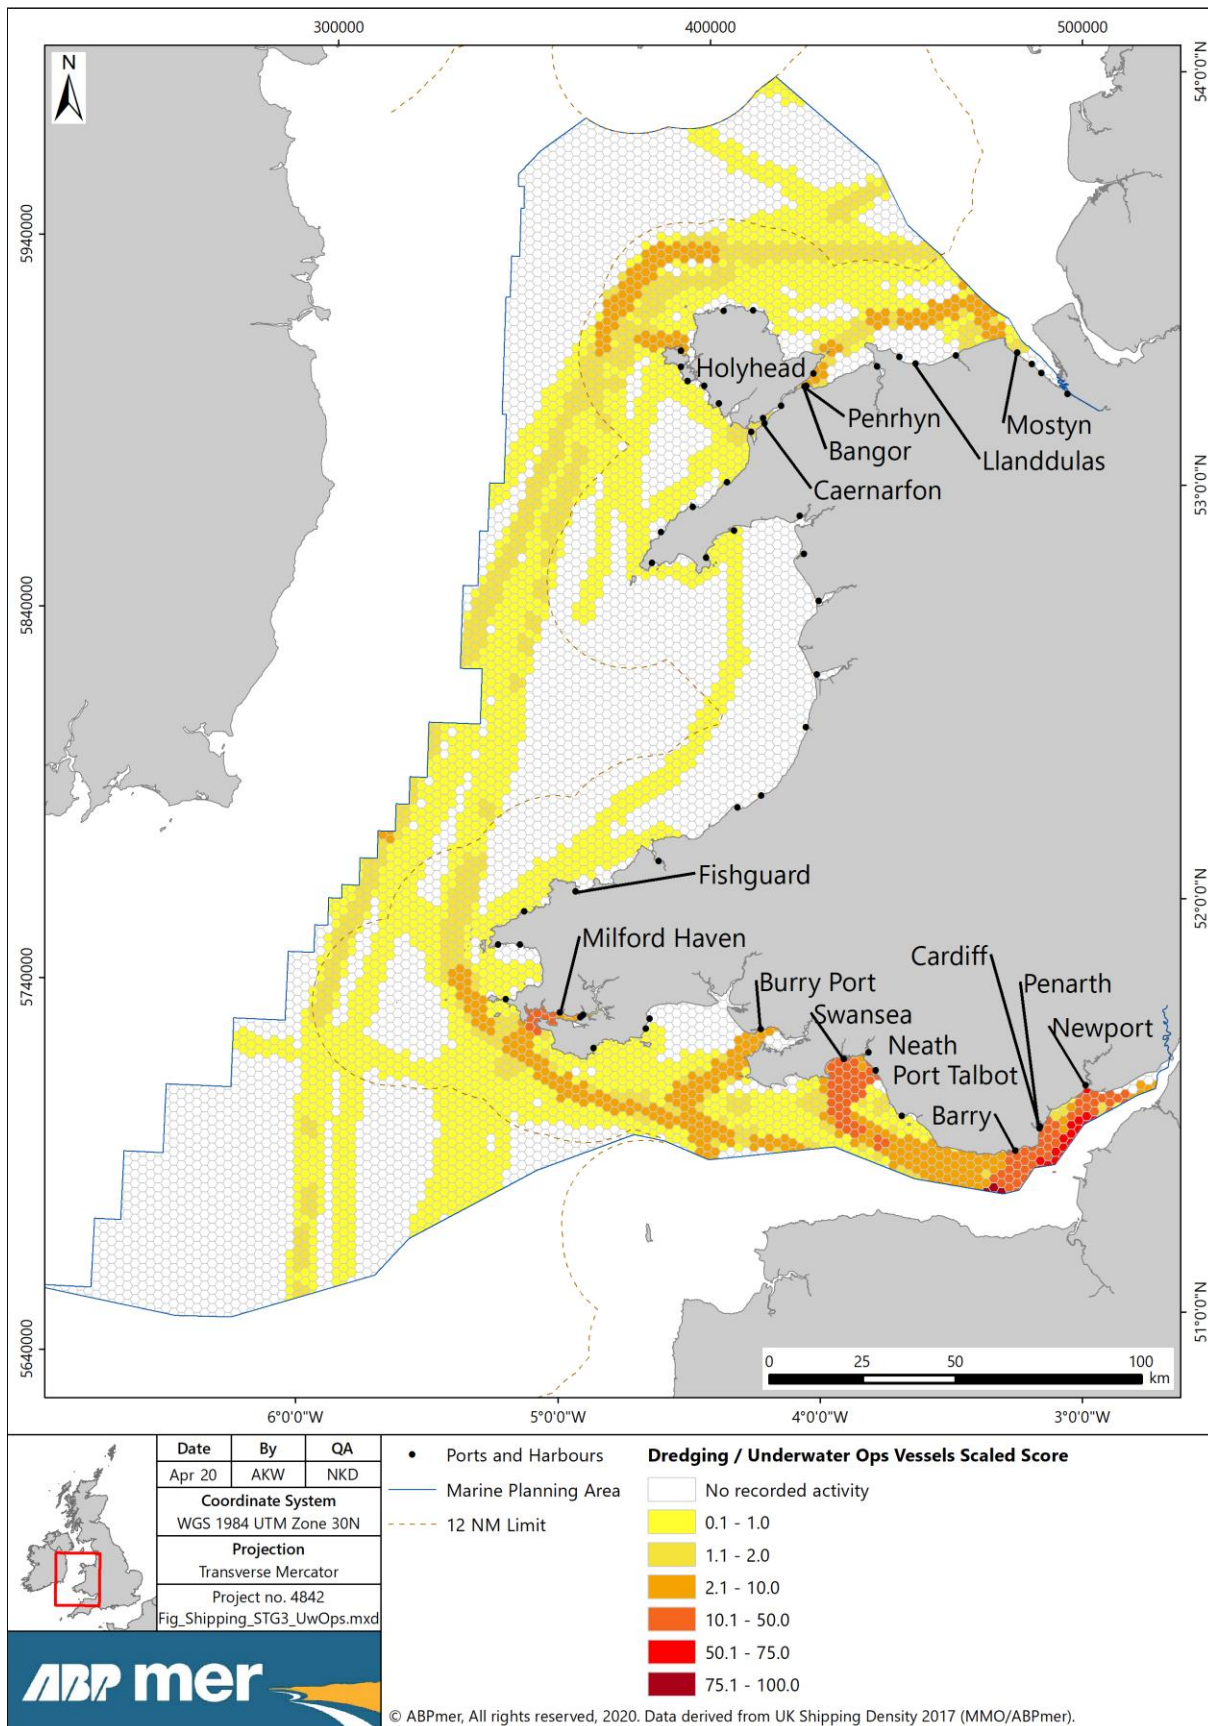 300000
400000
500000
N
54°0'0"N
5940000
Holyhead
Penrhyn
Mostyn
Bangor
Llanddulas
Caernarfon
53°0'0"N
5840000
Fishguard
52°0'0"N
Milford Haven
Cardiff
5740000
Burry Port
Penarth
Swansea
Newport
Neath
Port Talbot
Barry
51°0'0"N
5640000
0 25 50 100
km
6°0'0"W
5°0'0"W
4°0'0"W
3°0'0"W
Date By QA
Apr 20 AKW NKD
Coordinate System
WGS 1984 UTM Zone 30N
Projection
Transverse Mercator
Project no. 4842
Fig_Shipping_STG3_UwOps.mxd
ABPmer
Ports and Harbours
Marine Planning Area
12 NM Limit
Dredging / Underwater Ops Vessels Scaled Score
No recorded activity
0.1 - 1.0
1.1 - 2.0
2.1 - 10.0
10.1 - 50.0
50.1 - 75.0
75.1 - 100.0
© ABPmer, All rights reserved, 2020. Data derived from UK Shipping Density 2017 (MMO/ABPmer).